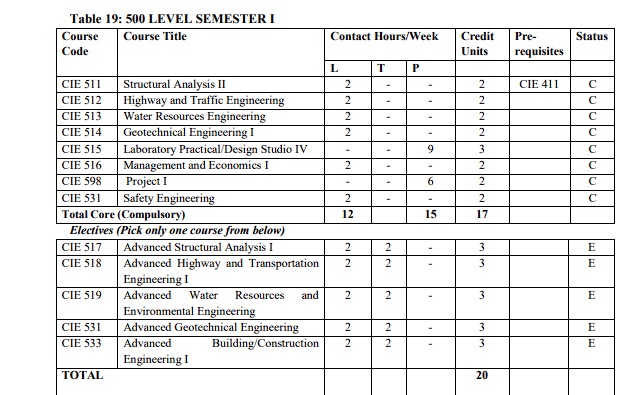 Table 19: 500 LEVEL SEMESTER I
Course Code Course Title Contact Hours/Week Credit Units Pre-requisites Status
L T P
CIE 511 Structural Analysis II 2 - - 2 CIE 411 C
CIE 512 Highway and Traffic Engineering 2 - - 2 C
CIE 513 Water Resources Engineering 2 - - 2 C
CIE 514 Geotechnical Engineering I 2 - - 2 C
CIE 515 Laboratory Practical/Design Studio IV - - 9 3 C
CIE 516 Management and Economics I 2 - - 2 C
CIE 598 Project I - - 6 2 C
CIE 531 Safety Engineering 2 - - 2 C
Total Core (Compulsory) 12 15 17
Electives (Pick only one course from below)
CIE 517 Advanced Structural Analysis I 2 2 - 3 E
CIE 518 Advanced Highway and Transportation 2 2 - 3 E
Engineering I
CIE 519 Advanced Water Resources and 2 2 - 3 E
Environmental Engineering
CIE 531 Advanced Geotechnical Engineering 2 2 - 3 E
CIE 533 Advanced Building/Construction 2 2 - 3 E
Engineering I
TOTAL 20